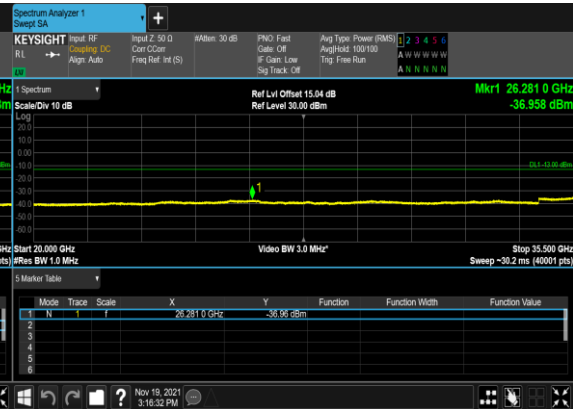 Spectrum Analyzer 1
Swept SA
+
KEYSIGHT Input: RF Input Z: 50 Ω #Atten: 30 dB PNO: Fast Avg Type: Power (RMS) 1 2 3 4 5 6
RL Coupling: DC Corr CCorr Gate: Off Avg|Hold: 100/100 A W W W W W
Align: Auto Freq Ref: Int (S) IF Gain: Low Trig: Free Run
Sig Track: Off A N N N N N
LXI
Hz 1 Spectrum Ref Lvl Offset 15.04 dB Mkr1 26.281 0 GHz
m Scale/Div 10 dB Ref Level 30.00 dBm -36.958 dBm
Log
20.0
10.0
0.00
dBm -10.0 DL1 -13.00 dBm
-20.0
-30.0 1
-40.0
-50.0
-60.0
GHz Start 20.000 GHz Video BW 3.0 MHz* Stop 35.500 GHz
pts) #Res BW 1.0 MHz Sweep ~30.2 ms (40001 pts)
5 Marker Table
Mode Trace Scale X Y Function Function Width Function Value
1 N 1 f 26.281 0 GHz -36.96 dBm
2
3
4
5
6
? Nov 19, 2021
3:16:32 PM